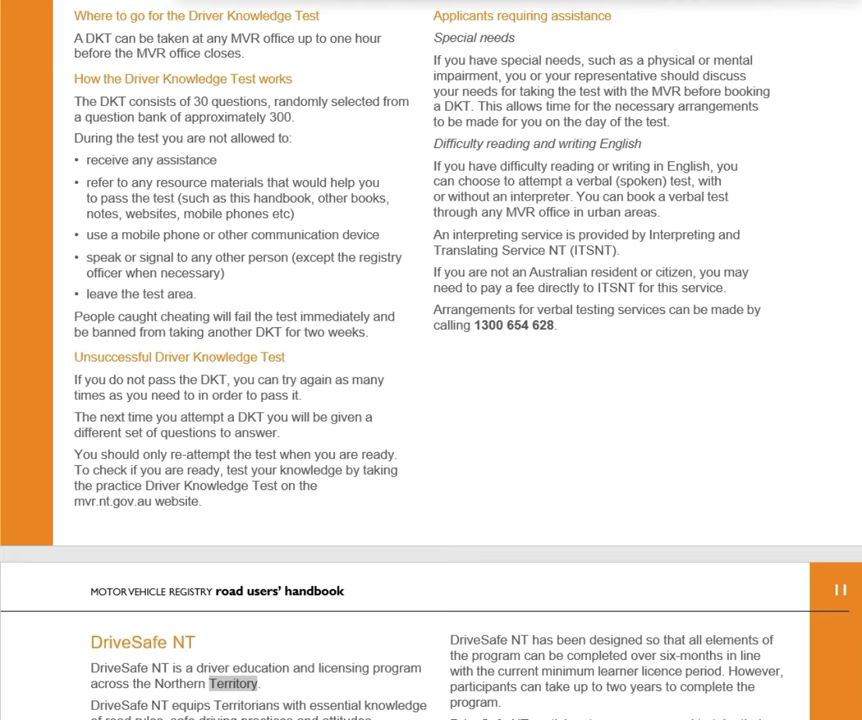 Where to go for the Driver Knowledge Test
A DKT can be taken at any MVR office up to one hour
before the MVR office closes.
How the Driver Knowledge Test works
The DKT consists of 30 questions, randomly selected from
a question bank of approximately 300.
During the test you are not allowed to:
• receive any assistance
• refer to any resource materials that would help you
to pass the test (such as this handbook, other books,
notes, websites, mobile phones etc)
• use a mobile phone or other communication device
• speak or signal to any other person (except the registry
officer when necessary)
• leave the test area.
People caught cheating will fail the test immediately and
be banned from taking another DKT for two weeks.
Unsuccessful Driver Knowledge Test
If you do not pass the DKT, you can try again as many
times as you need to in order to pass it.
The next time you attempt a DKT you will be given a
different set of questions to answer.
You should only re-attempt the test when you are ready.
To check if you are ready, test your knowledge by taking
the practice Driver Knowledge Test on the
mvr.nt.gov.au website.
Applicants requiring assistance
Special needs
If you have special needs, such as a physical or mental
impairment, you or your representative should discuss
your needs for taking the test with the MVR before booking
a DKT. This allows time for the necessary arrangements
to be made for you on the day of the test.
Difficulty reading and writing English
If you have difficulty reading or writing in English, you
can choose to attempt a verbal (spoken) test, with
or without an interpreter. You can book a verbal test
through any MVR office in urban areas.
An interpreting service is provided by Interpreting and
Translating Service NT (ITSNT).
If you are not an Australian resident or citizen, you may
need to pay a fee directly to ITSNT for this service.
Arrangements for verbal testing services can be made by
calling 1300 654 628.
MOTOR VEHICLE REGISTRY road users' handbook
11
DriveSafe NT
DriveSafe NT is a driver education and licensing program
across the Northern Territory.
DriveSafe NT equips Territorians with essential knowledge
of road rules, safe driving practices and attitudes
DriveSafe NT has been designed so that all elements of
the program can be completed over six-months in line
with the current minimum learner licence period. However,
participants can take up to two years to complete the
program.